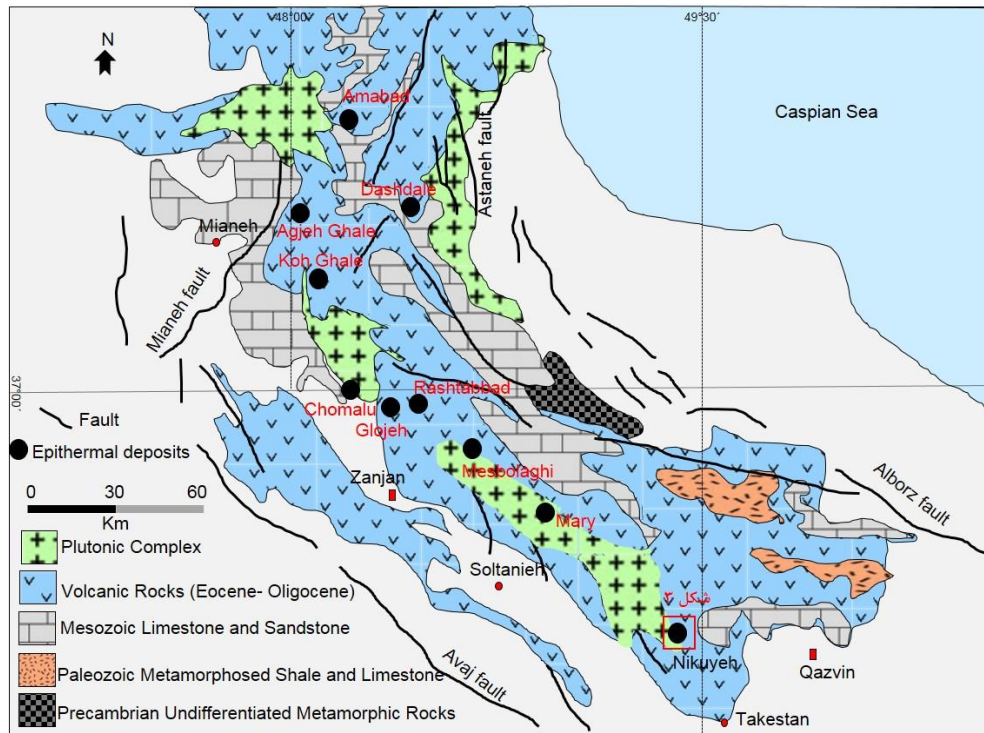 48°00'
49°30'
N
Amabad
Caspian Sea
Astaneh fault
Dashdale
Mianeh
Agjeh Ghale
Koh Ghale
Mianeh fault
37°00'
Rashtabbad
Chomalu
Glojeh
Fault
Epithermal deposits
Mesbolaghi
Zanjan
Alborz fault
0 30 60
Km
Mary
Plutonic Complex
Soltanieh
Volcanic Rocks (Eocene- Oligocene)
شکل ۳
Mesozoic Limestone and Sandstone
Nikuyeh
Qazvin
Avaj fault
Paleozoic Metamorphosed Shale and Limestone
Precambrian Undifferentiated Metamorphic Rocks
Takestan